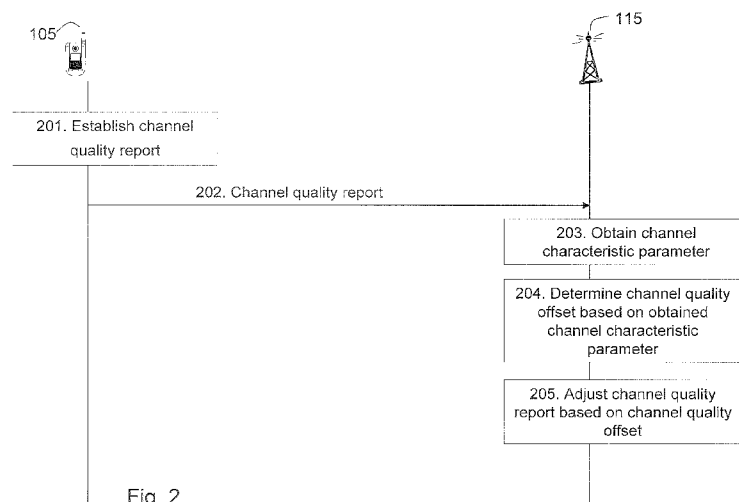 105
115
201. Establish channel
quality report
202. Channel quality report
203. Obtain channel
characteristic parameter
204. Determine channel quality
offset based on obtained
channel characteristic
parameter
205. Adjust channel quality
report based on channel quality
offset
Fig. 2